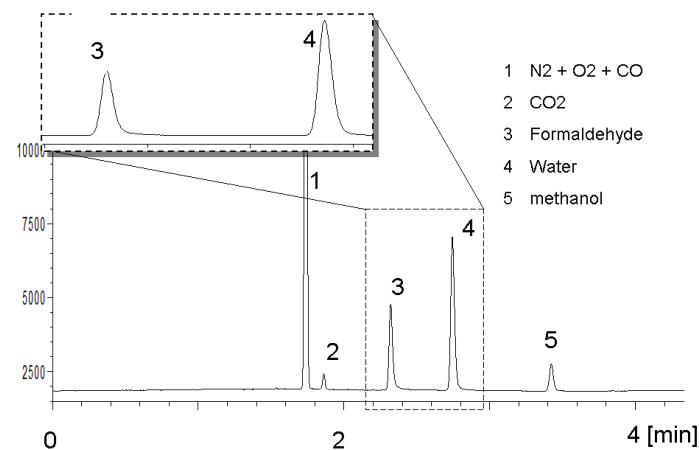 3
4
1 N2 + O2 + CO
2 CO2
3 Formaldehyde
4 Water
5 methanol
10000
1
7500
4
3
5000
2
5
2500
0 2 4 [min]